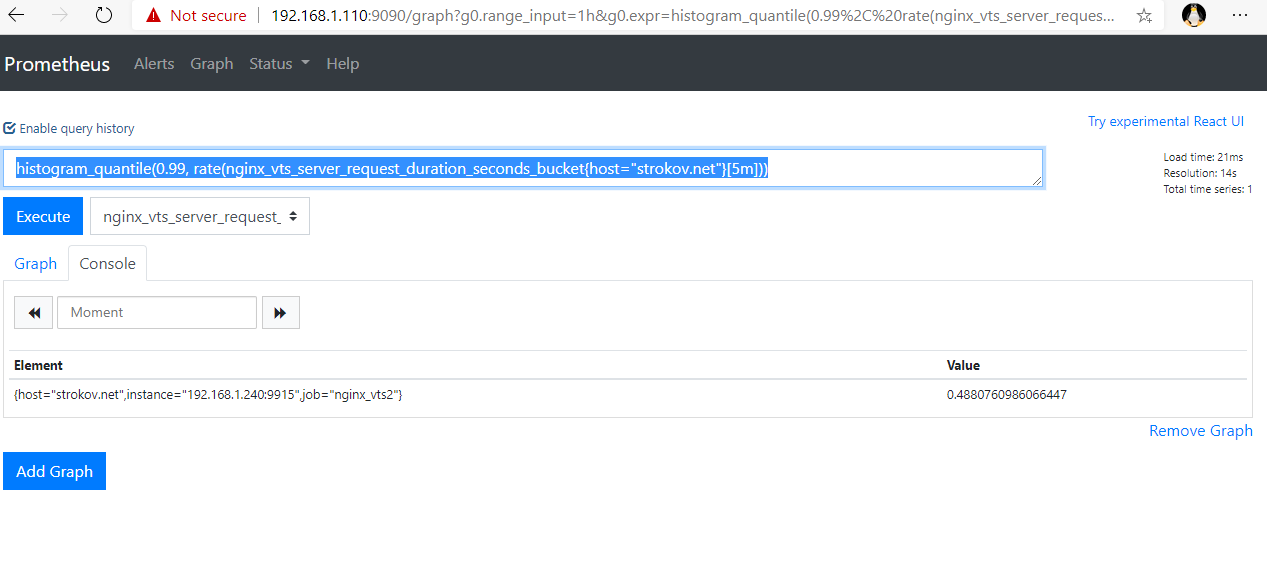 Not secure | 192.168.1.110:9090/graph?g0.range_input=1h&g0.expr=histogram_quantile(0.99%2C%20rate(nginx_vts_server_reques...
Prometheus Alerts Graph Status Help
Try experimental React UI
Enable query history
histogram_quantile(0.99, rate(nginx_vts_server_request_duration_seconds_bucket{host="strokov.net"}[5m]))
Load time: 21ms
Resolution: 14s
Total time series: 1
Execute nginx_vts_server_request_
Graph Console
Moment
Element Value
{host="strokov.net",instance="192.168.1.240:9915",job="nginx_vts2"} 0.4880760986066447
Remove Graph
Add Graph